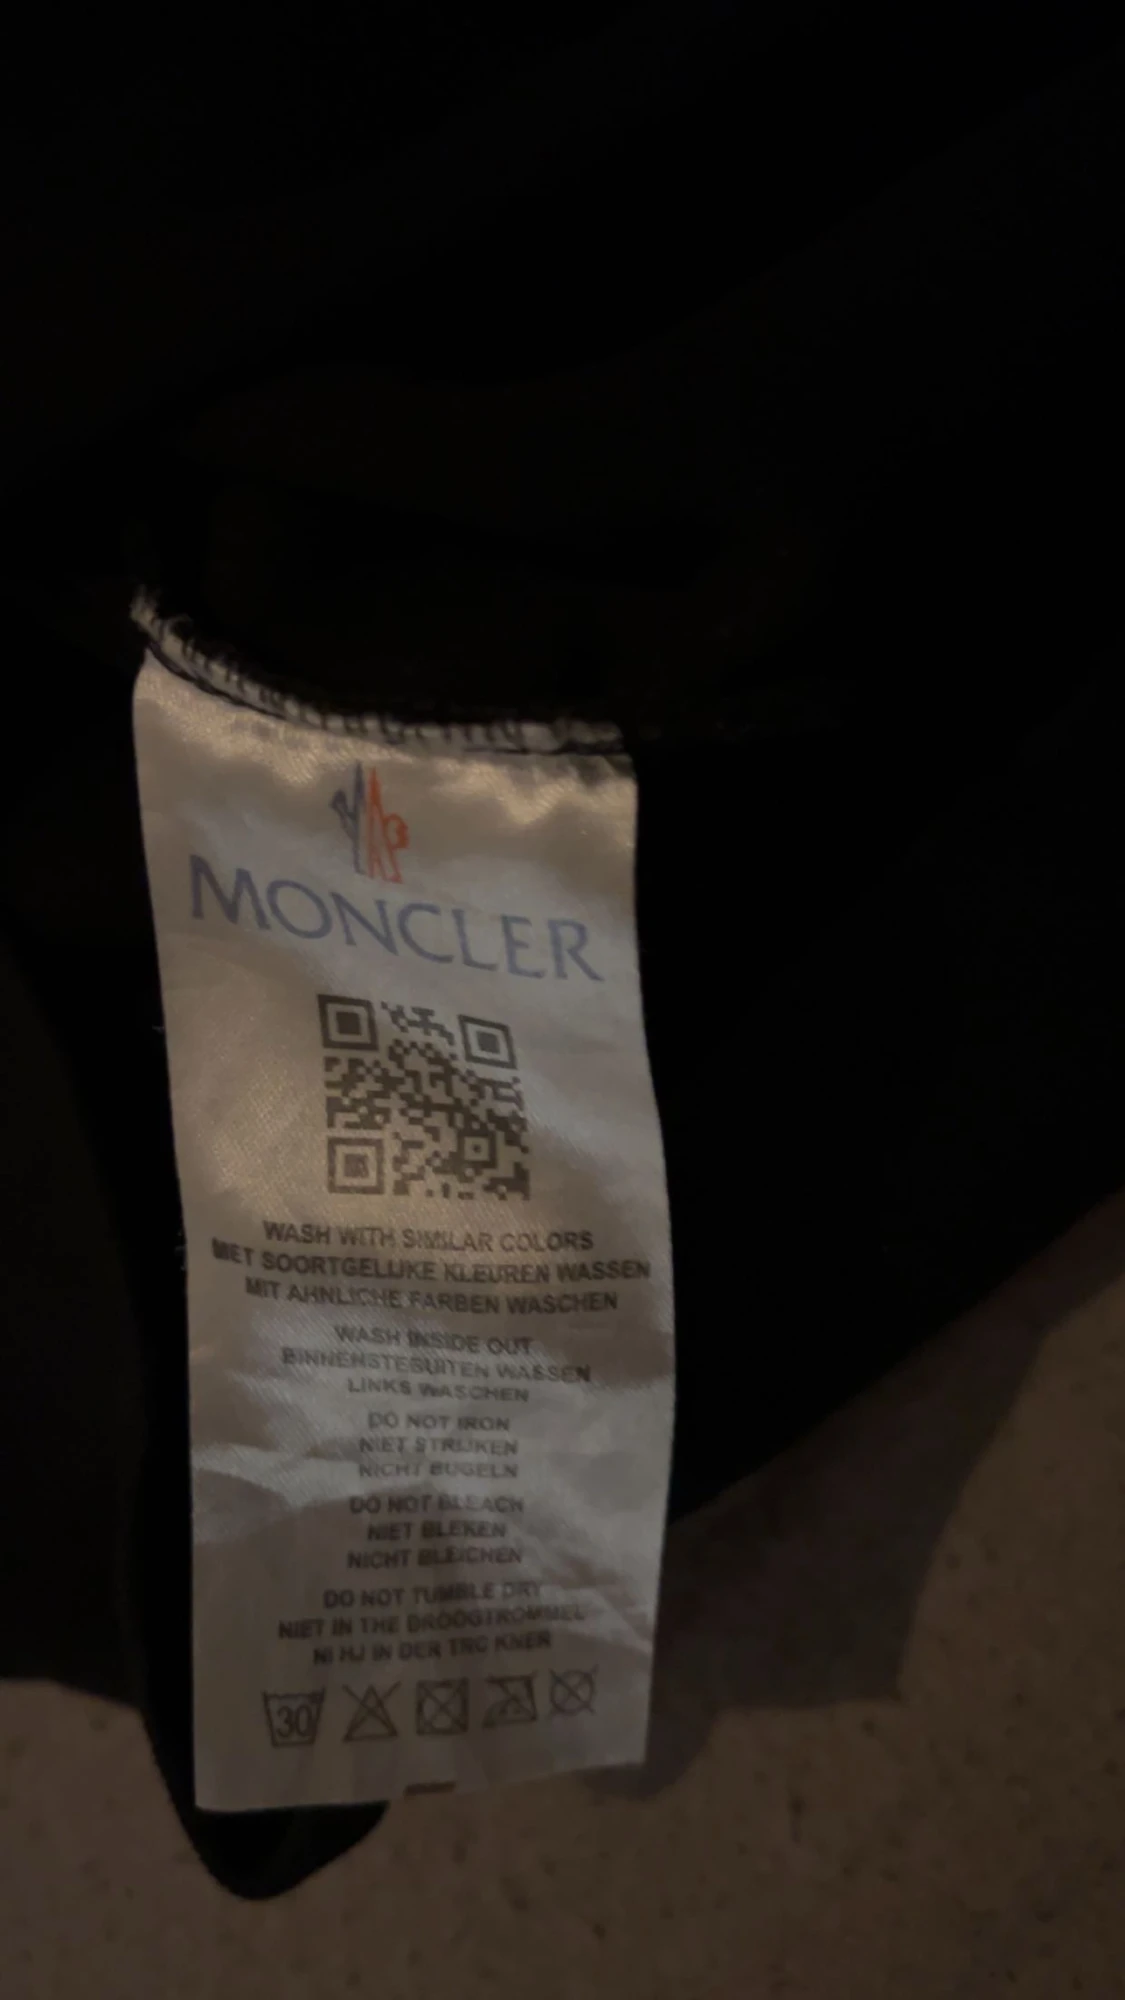 MONCLER
WASH WITH SIMILAR COLORS
MET SOORTGELIJKE KLEUREN WASSEN
MIT AHNLICHE FARBEN WASCHEN
WASH INSIDE OUT
BINNENSTEBUITEN WASSEN
LINKS WASCHEN
DO NOT IRON
NIET STRIJKEN
NICHT BUGELN
DO NOT BLEACH
NIET BLEKEN
NICHT BLEICHEN
DO NOT TUMBLE DRY
NIET IN THE DROOGTROMMEL
IN DER
30